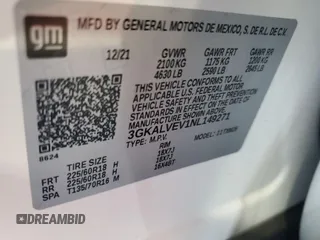 gm
MFD BY GENERAL MOTORS DE MEXICO, S. DE R.L. DE C.V.
12/21 GVWR GAWR FRT GAWR RR
2100 KG 1175 KG 1200 KG
4630 LB 2590 LB 2645 LB
THIS VEHICLE CONFORMS TO ALL
APPLICABLE U.S. FEDERAL MOTOR
VEHICLE SAFETY AND THEFT
PREVENTION STANDARDS IN EFFECT ON
THE DATE OF MANUFACTURE SHOWN ABOVE.
3GKALVEV1NL149271
TYPE: M.P.V.
8624
TIRE SIZE RIM
FRT 225/60R18 H 18X7J
RR 225/60R18 H 18X7J
SPA T135/70R16 M 16X4BT
DREAMBID